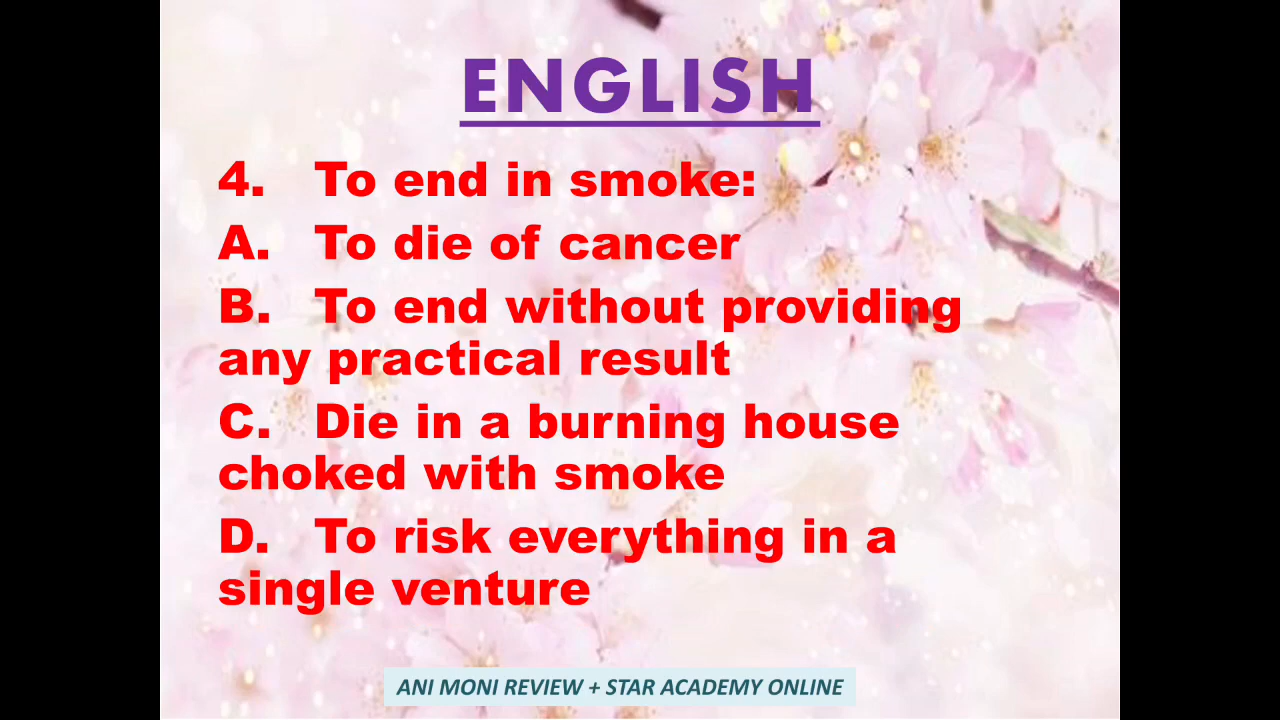 ENGLISH
4. To end in smoke:
A. To die of cancer
B. To end without providing
any practical result
C. Die in a burning house
choked with smoke
D. To risk everything in a
single venture
ANI MONI REVIEW + STAR ACADEMY ONLINE